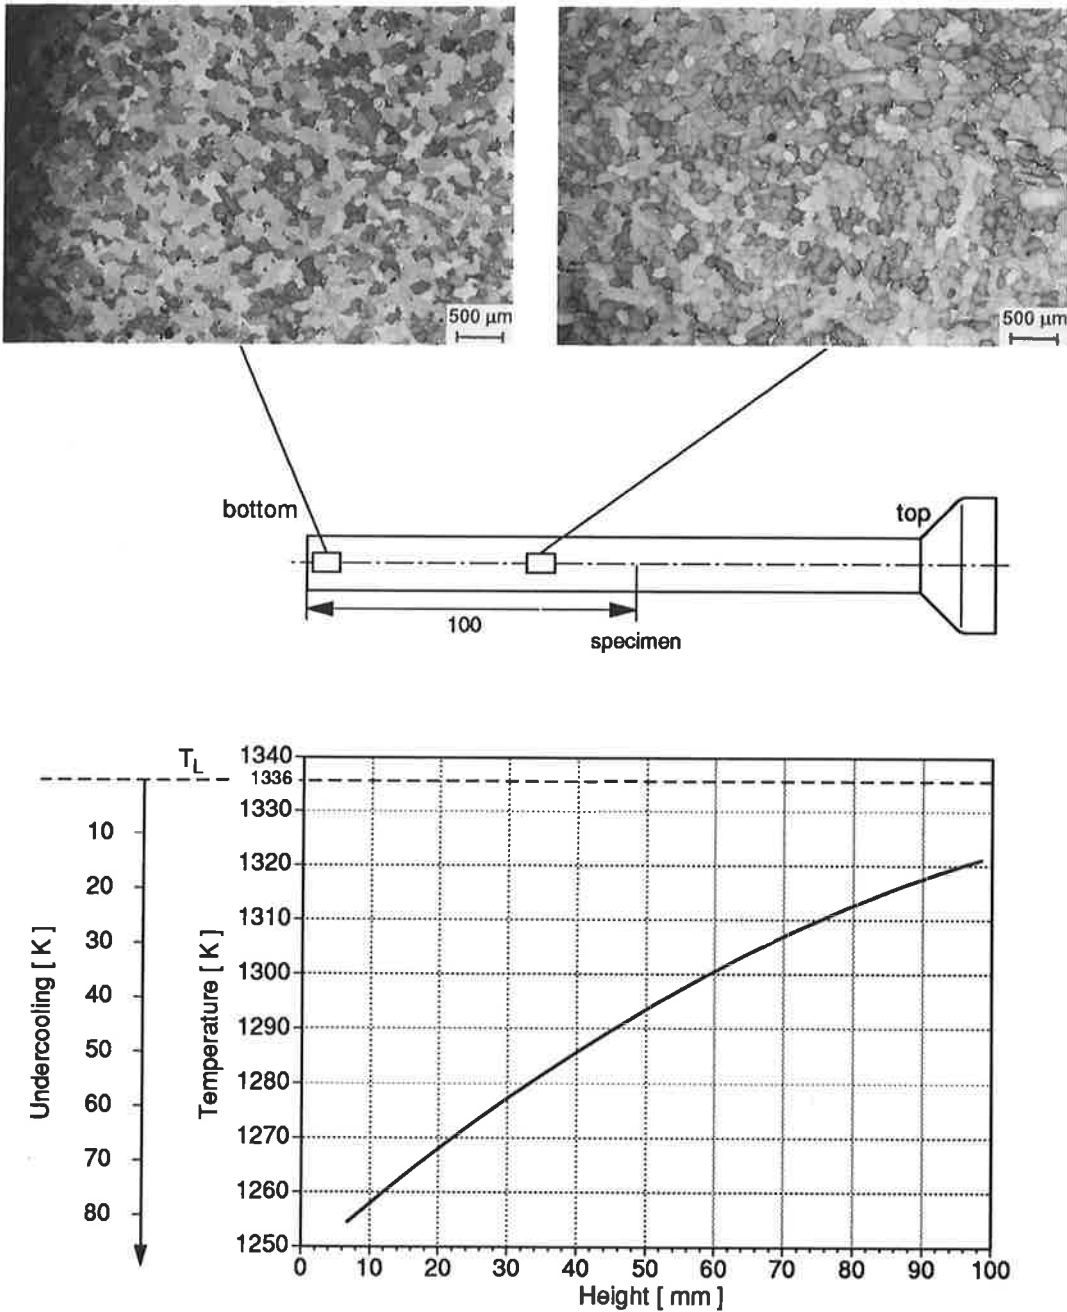 500 μm
500 μm
bottom
top
100
specimen
T_L
1340
1336
1330
1320
1310
1300
1290
1280
1270
1260
1250
10
20
30
40
50
60
70
80
Undercooling [ K ]
Temperature [ K ]
0 10 20 30 40 50 60 70 80 90 100
Height [ mm ]